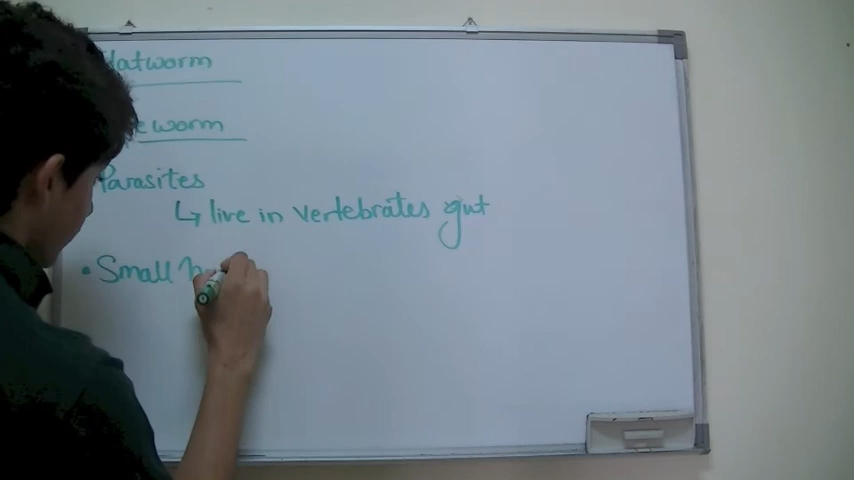 latworm
eworm
Parasites
↳ live in vertebrates gut
• Small